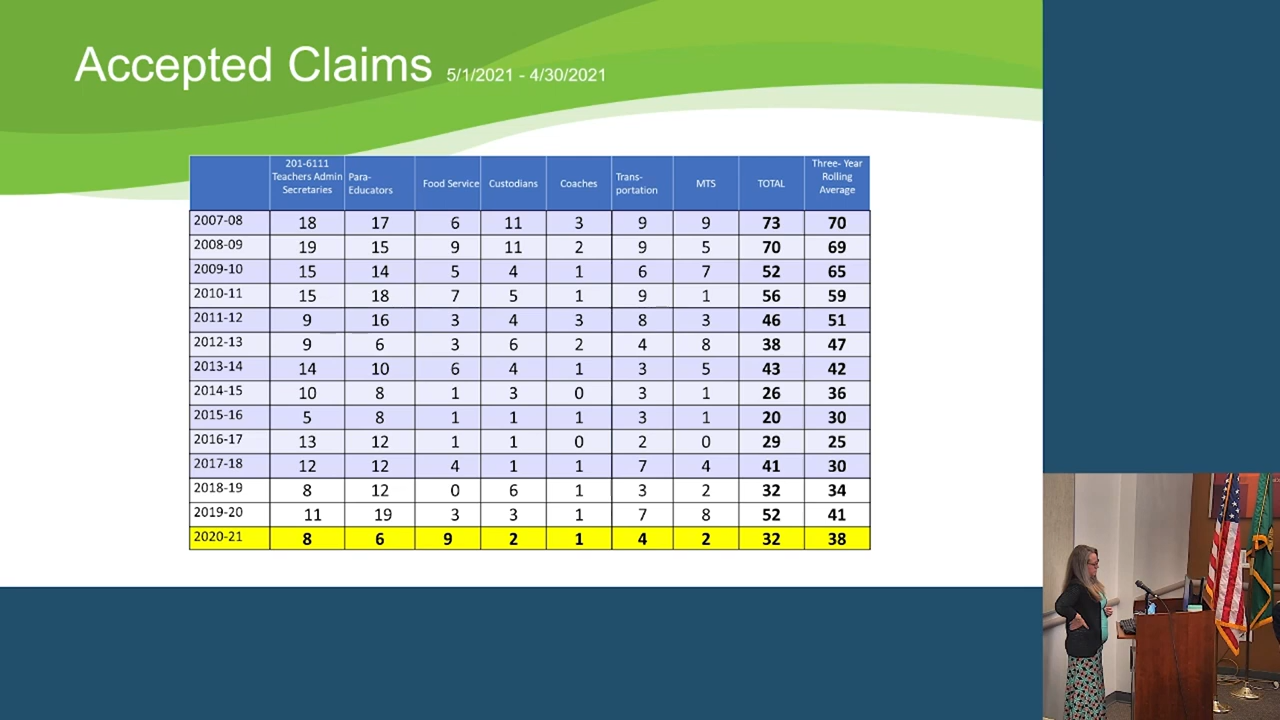 Accepted Claims 5/1/2021 - 4/30/2021
201-6111 Teachers Admin Secretaries Para-Educators Food Service Custodians Coaches Trans-portation MTS TOTAL Three- Year Rolling Average
2007-08 18 17 6 11 3 9 9 73 70
2008-09 19 15 9 11 2 9 5 70 69
2009-10 15 14 5 4 1 6 7 52 65
2010-11 15 18 7 5 1 9 1 56 59
2011-12 9 16 3 4 3 8 3 46 51
2012-13 9 6 3 6 2 4 8 38 47
2013-14 14 10 6 4 1 3 5 43 42
2014-15 10 8 1 3 0 3 1 26 36
2015-16 5 8 1 1 1 3 1 20 30
2016-17 13 12 1 1 0 2 0 29 25
2017-18 12 12 4 1 1 7 4 41 30
2018-19 8 12 0 6 1 3 2 32 34
2019-20 11 19 3 3 1 7 8 52 41
2020-21 8 6 9 2 1 4 2 32 38